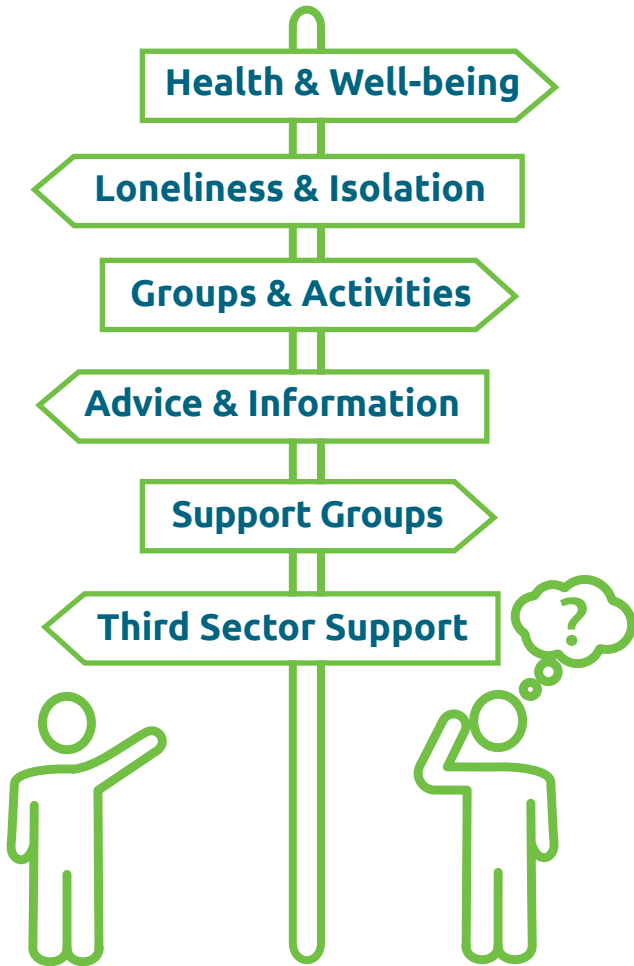 Health & Well-being
Loneliness & Isolation
Groups & Activities
Advice & Information
Support Groups
Third Sector Support
?